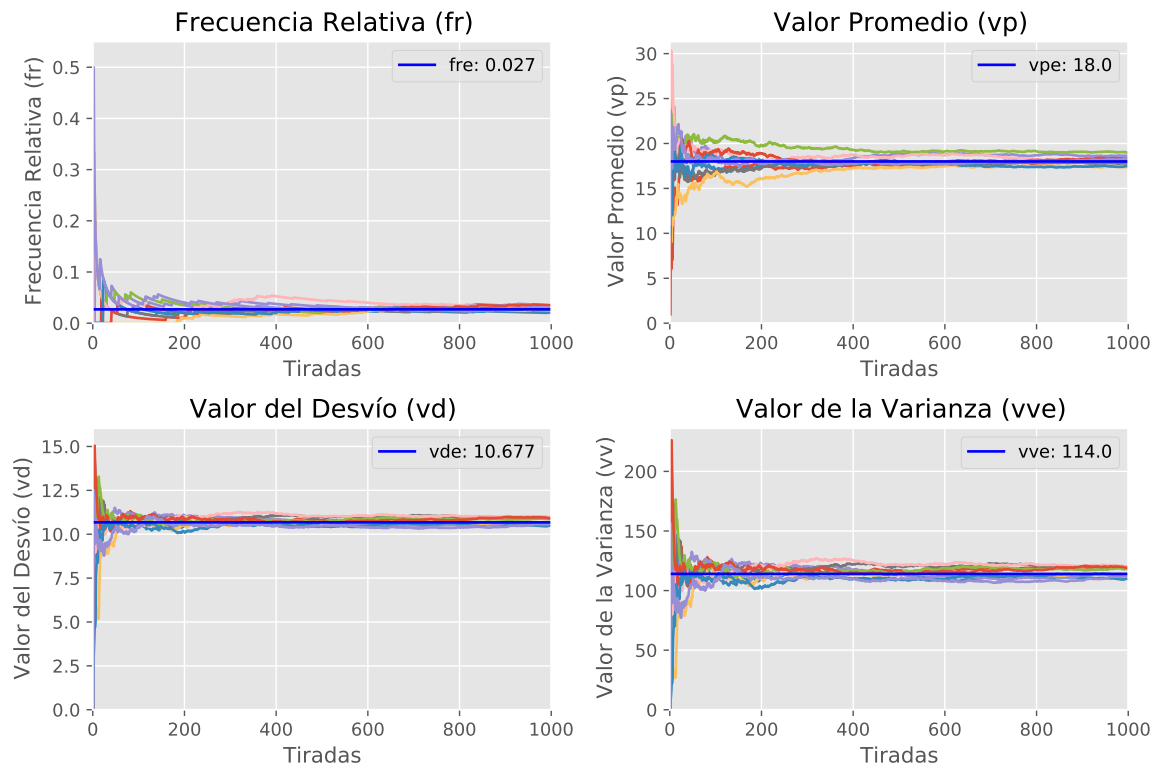 Frecuencia Relativa (fr)
Frecuencia Relativa (fr)
fre: 0.027
0.5
0.4
0.3
0.2
0.1
0.0
0 200 400 600 800 1000
Tiradas
Valor Promedio (vp)
Valor Promedio (vp)
vpe: 18.0
30
25
20
15
10
5
0
0 200 400 600 800 1000
Tiradas
Valor del Desvío (vd)
Valor del Desvío (vd)
vde: 10.677
15.0
12.5
10.0
7.5
5.0
2.5
0.0
0 200 400 600 800 1000
Tiradas
Valor de la Varianza (vve)
Valor de la Varianza (vv)
vve: 114.0
200
150
100
50
0
0 200 400 600 800 1000
Tiradas